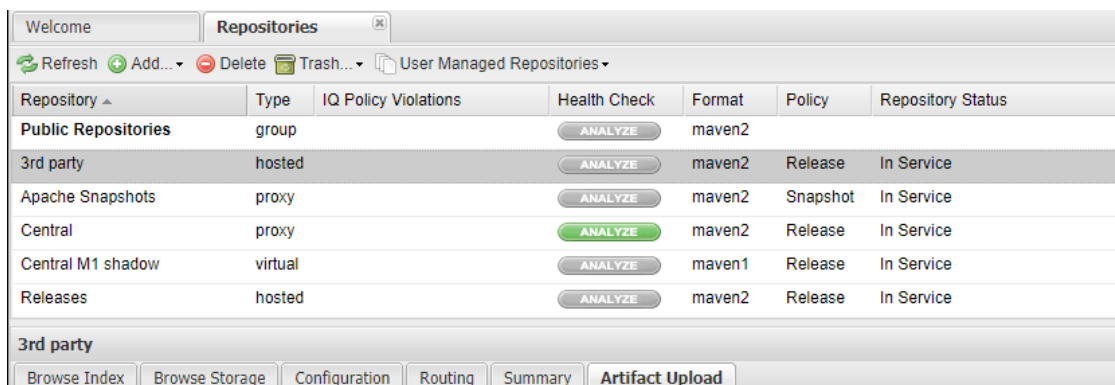 Welcome Repositories
Refresh Add... Delete Trash... User Managed Repositories
Repository Type IQ Policy Violations Health Check Format Policy Repository Status
Public Repositories group ANALYZE maven2
3rd party hosted ANALYZE maven2 Release In Service
Apache Snapshots proxy ANALYZE maven2 Snapshot In Service
Central proxy ANALYZE maven2 Release In Service
Central M1 shadow virtual ANALYZE maven1 Release In Service
Releases hosted ANALYZE maven2 Release In Service
3rd party
Browse Index Browse Storage Configuration Routing Summary Artifact Upload